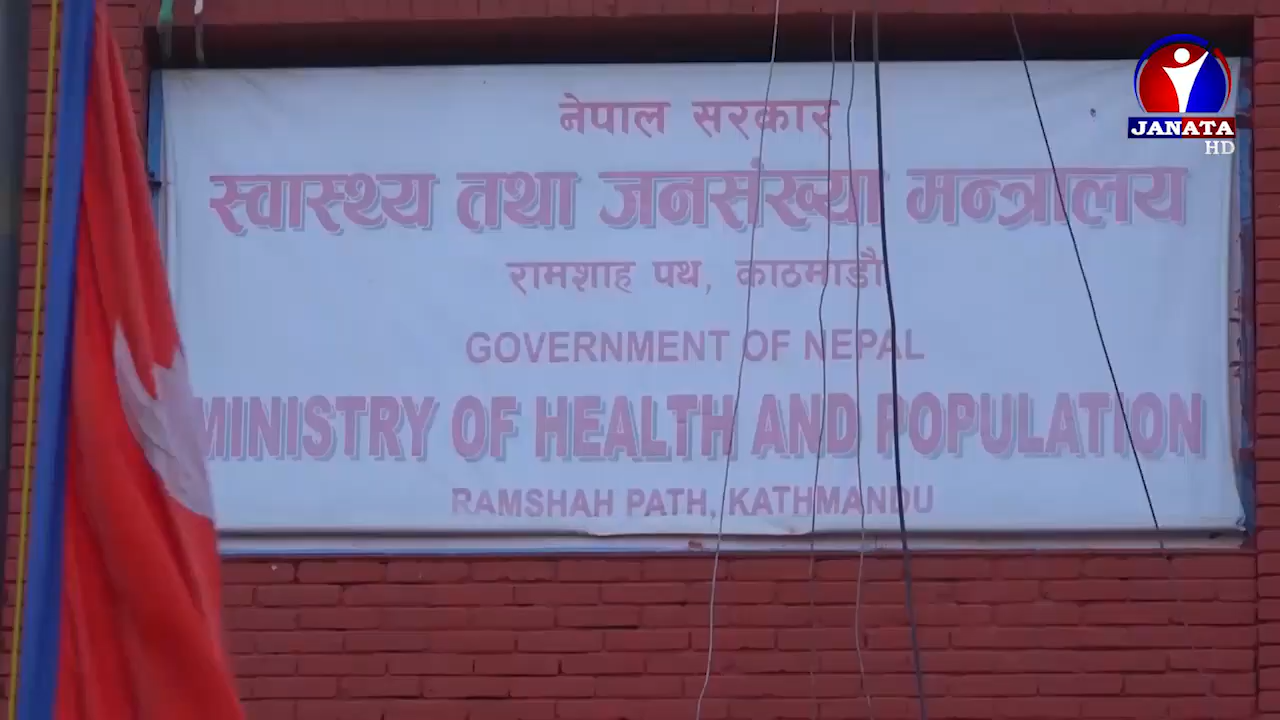 नेपाल सरकार
स्वास्थ्य तथा जनसंख्या मन्त्रालय
रामशाह पथ, काठमाडौं
GOVERNMENT OF NEPAL
MINISTRY OF HEALTH AND POPULATION
RAMSHAH PATH, KATHMANDU
JANATA
HD